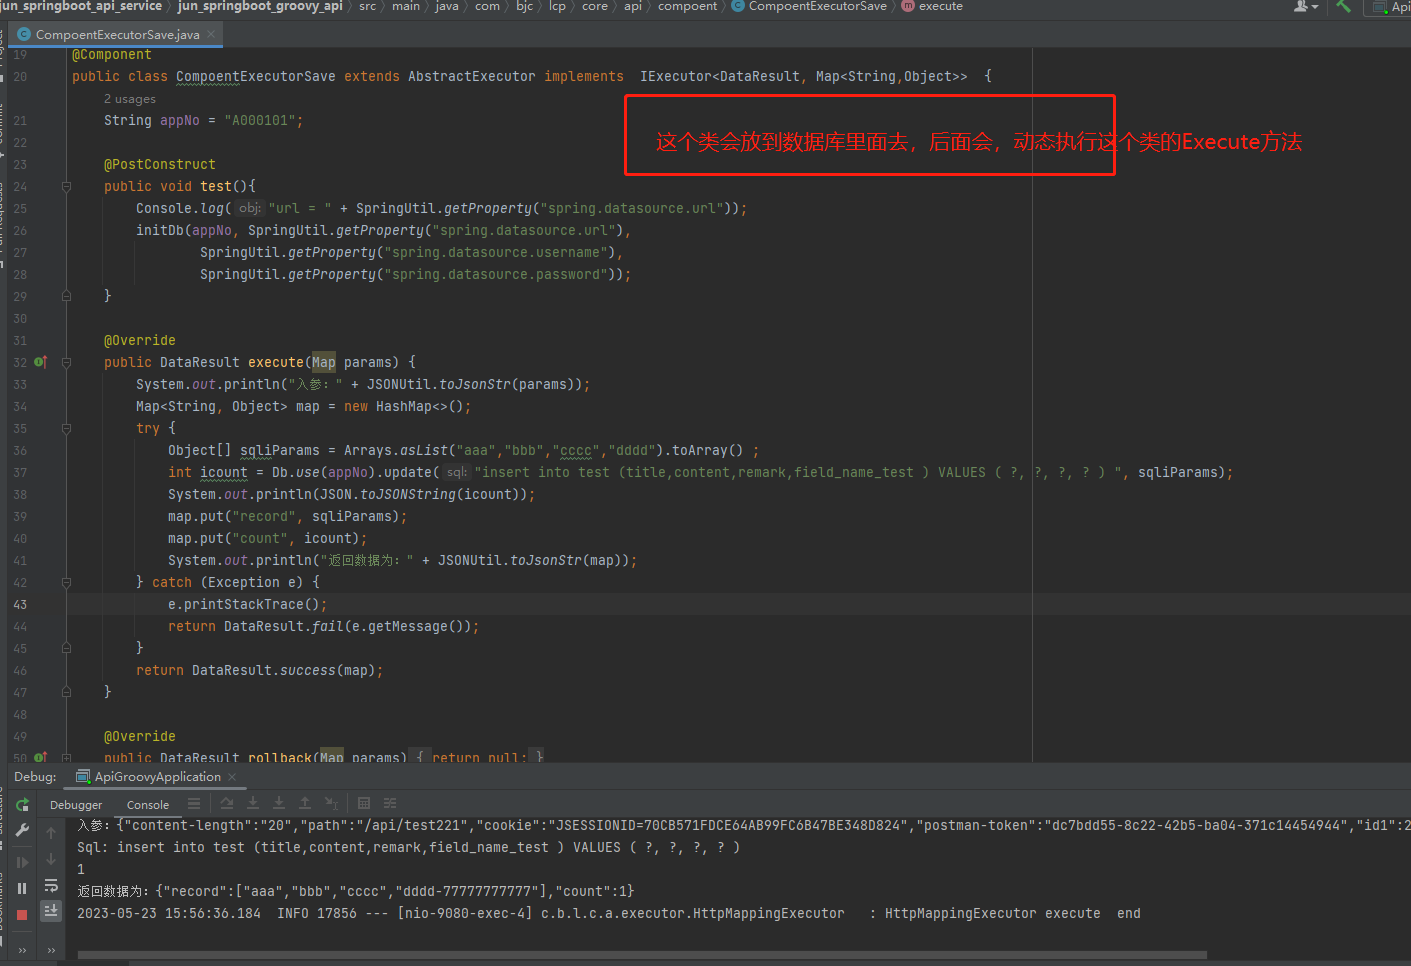 jun_springboot_api_service › jun_springboot_groovy_api › src › main › java › com › bjc › lcp › core › api › compoent › CompoentExecutorSave › execute
CompoentExecutorSave.java
19 @Component
20 public class CompoentExecutorSave extends AbstractExecutor implements IExecutor<DataResult, Map<String,Object>> {
2 usages
21 String appNo = "A000101";
这个类会放到数据库里面去，后面会，动态执行这个类的Execute方法
22
23 @PostConstruct
24 public void test(){
25 Console.log( obj: "url = " + SpringUtil.getProperty("spring.datasource.url"));
26 initDb(appNo, SpringUtil.getProperty("spring.datasource.url"),
27 SpringUtil.getProperty("spring.datasource.username"),
28 SpringUtil.getProperty("spring.datasource.password"));
29 }
30
31 @Override
32 public DataResult execute(Map params) {
33 System.out.println("入参：" + JSONUtil.toJsonStr(params));
34 Map<String, Object> map = new HashMap<>();
35 try {
36 Object[] sqliParams = Arrays.asList("aaa","bbb","cccc","dddd").toArray() ;
37 int icount = Db.use(appNo).update( sql: "insert into test (title,content,remark,field_name_test ) VALUES ( ?, ?, ?, ? ) ", sqliParams);
38 System.out.println(JSON.toJSONString(icount));
39 map.put("record", sqliParams);
40 map.put("count", icount);
41 System.out.println("返回数据为：" + JSONUtil.toJsonStr(map));
42 } catch (Exception e) {
43 e.printStackTrace();
44 return DataResult.fail(e.getMessage());
45 }
46 return DataResult.success(map);
47 }
48
49 @Override
50 public DataResult rollback(Map params) { return null; }
Debug: ApiGroovyApplication
Debugger Console
入参：{"content-length":"20","path":"/api/test221","cookie":"JSESSIONID=70CB571FDCE64AB99FC6B47BE348D824","postman-token":"dc7bdd55-8c22-42b5-ba04-371c14454944","id1":2
Sql: insert into test (title,content,remark,field_name_test ) VALUES ( ?, ?, ?, ? )
1
返回数据为：{"record":["aaa","bbb","cccc","dddd-77777777777"],"count":1}
2023-05-23 15:56:36.184 INFO 17856 --- [nio-9080-exec-4] c.b.l.c.a.executor.HttpMappingExecutor : HttpMappingExecutor execute end